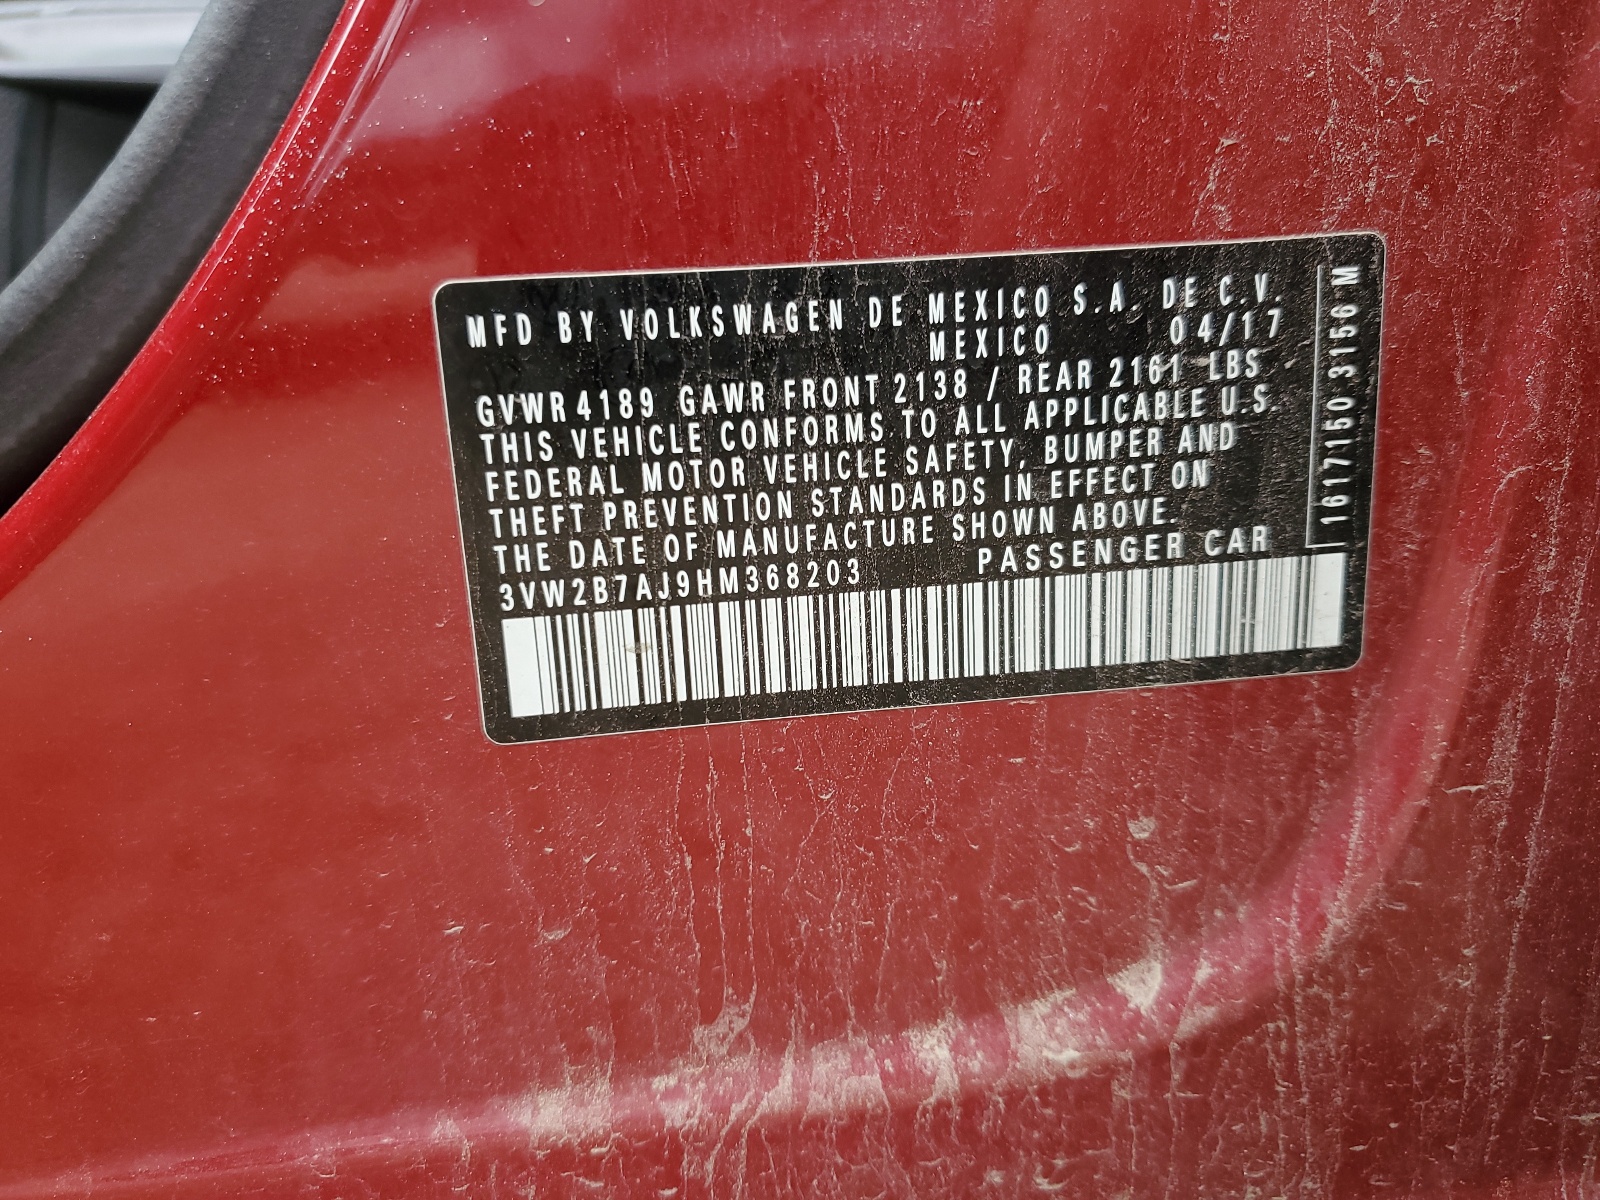 MFD BY VOLKSWAGEN DE MEXICO S.A. DE C.V.
MEXICO 04/17
GVWR 4189 GAWR FRONT 2138 / REAR 2161 LBS
THIS VEHICLE CONFORMS TO ALL APPLICABLE U.S.
FEDERAL MOTOR VEHICLE SAFETY, BUMPER AND
THEFT PREVENTION STANDARDS IN EFFECT ON
THE DATE OF MANUFACTURE SHOWN ABOVE.
3VW2B7AJ9HM368203 PASSENGER CAR
1617160 3156 M